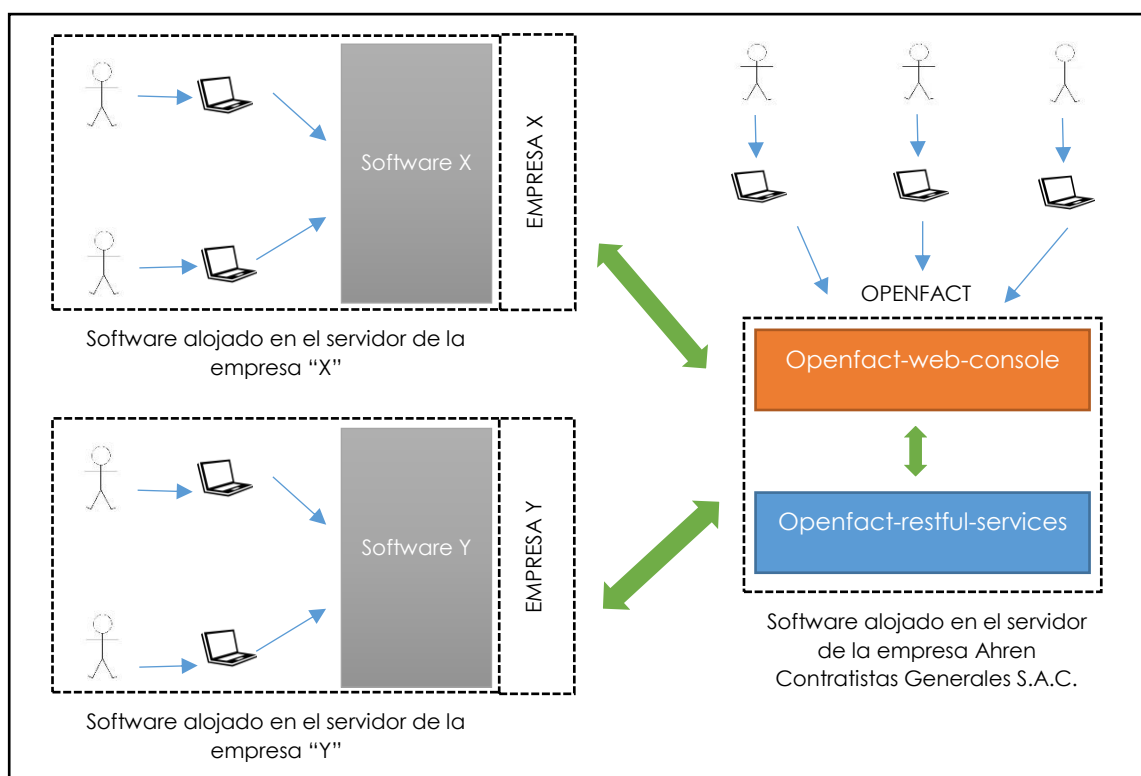 Software X
EMPRESA X
Software alojado en el servidor de la
empresa “X”
Software Y
EMPRESA Y
Software alojado en el servidor de la
empresa “Y”
OPENFACT
Openfact-web-console
Openfact-restful-services
Software alojado en el servidor
de la empresa Ahren
Contratistas Generales S.A.C.